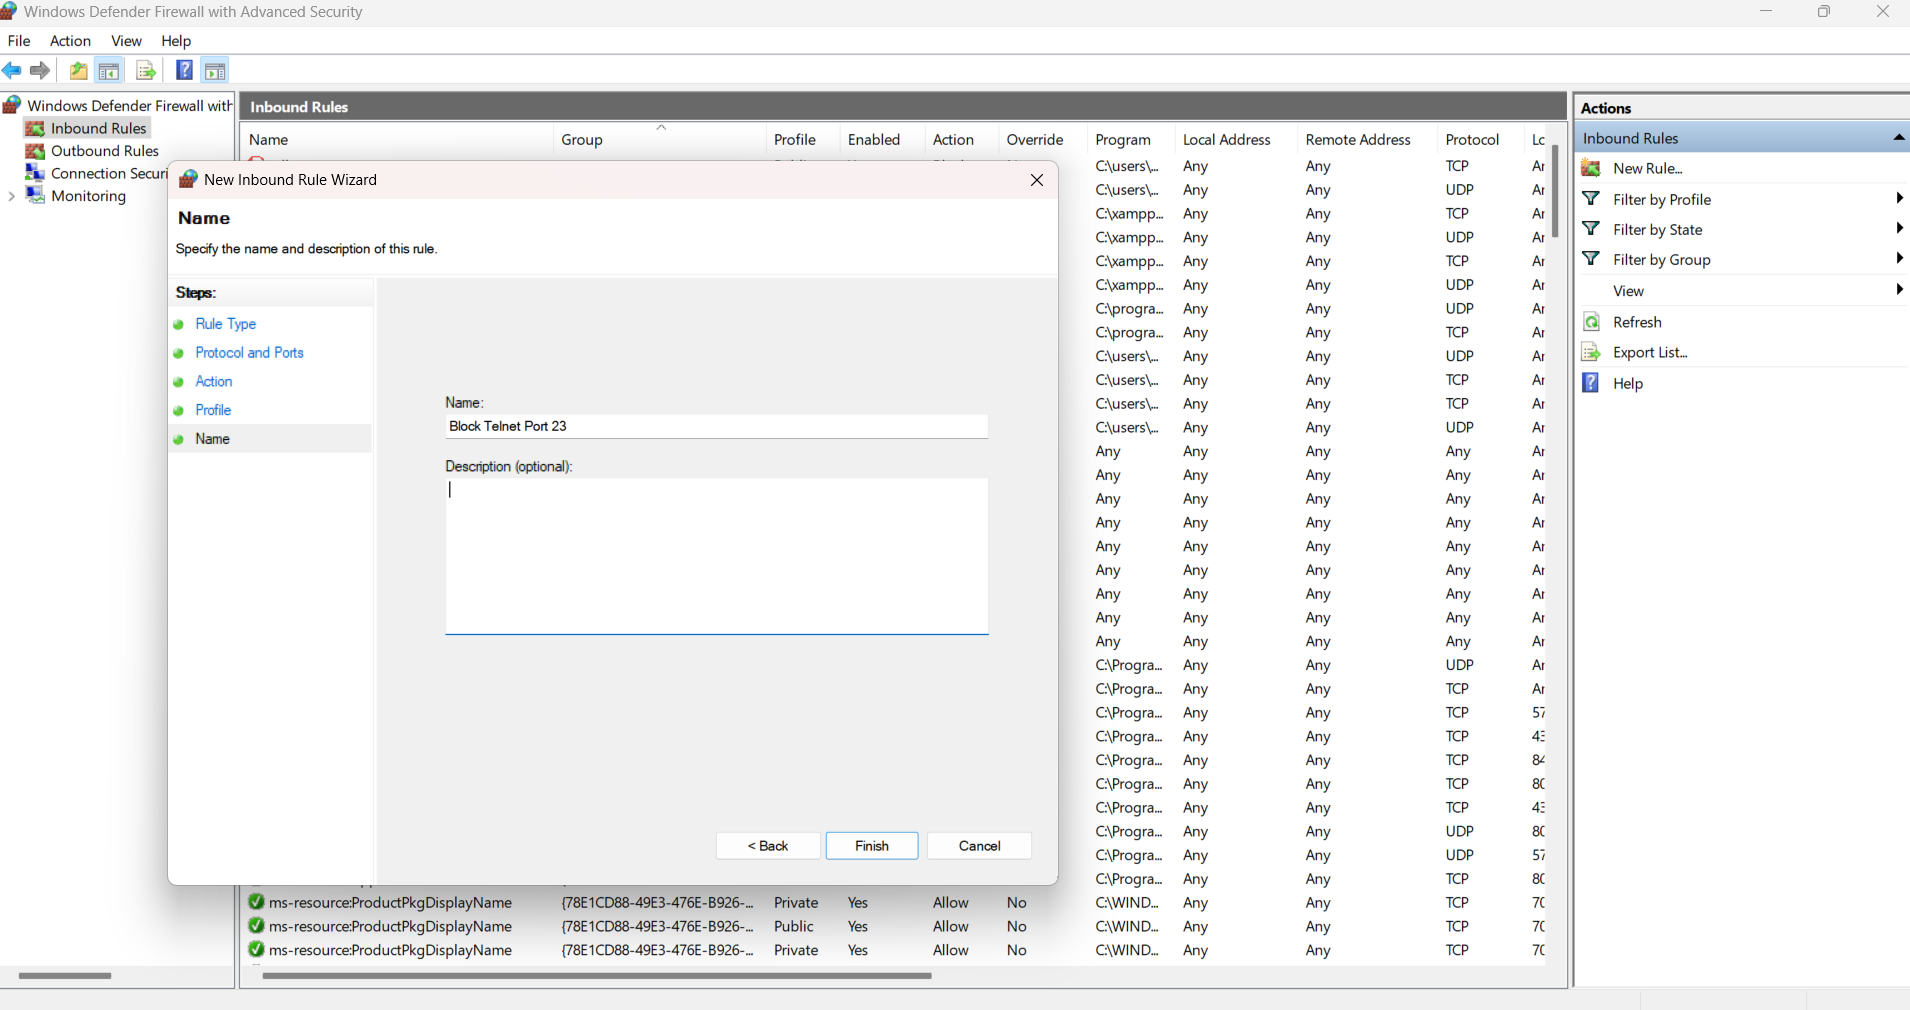 Windows Defender Firewall with Advanced Security
File Action View Help
Windows Defender Firewall with
Inbound Rules
Outbound Rules
Connection Securi
Monitoring
Inbound Rules
Name Group Profile Enabled Action Override Program Local Address Remote Address Protocol Lo
C:\users\... Any Any TCP Ar
C:\users\... Any Any UDP Ar
C:\xampp... Any Any TCP Ar
C:\xampp... Any Any UDP Ar
C:\xampp... Any Any TCP Ar
C:\xampp... Any Any UDP Ar
C:\progra... Any Any UDP Ar
C:\progra... Any Any TCP Ar
C:\users\... Any Any UDP Ar
C:\users\... Any Any TCP Ar
C:\users\... Any Any TCP Ar
C:\users\... Any Any UDP Ar
Any Any Any Any Ar
Any Any Any Any Ar
Any Any Any Any Ar
Any Any Any Any Ar
Any Any Any Any Ar
Any Any Any Any Ar
Any Any Any Any Ar
Any Any Any Any Ar
Any Any Any Any Ar
C:\Progra... Any Any UDP Ar
C:\Progra... Any Any TCP Ar
C:\Progra... Any Any TCP 57
C:\Progra... Any Any TCP 43
C:\Progra... Any Any TCP 84
C:\Progra... Any Any TCP 80
C:\Progra... Any Any TCP 43
C:\Progra... Any Any UDP 80
C:\Progra... Any Any UDP 57
C:\Progra... Any Any TCP 80
ms-resource:ProductPkgDisplayName {78E1CD88-49E3-476E-B926-... Private Yes Allow No C:\WIND... Any Any TCP 70
ms-resource:ProductPkgDisplayName {78E1CD88-49E3-476E-B926-... Public Yes Allow No C:\WIND... Any Any TCP 70
ms-resource:ProductPkgDisplayName {78E1CD88-49E3-476E-B926-... Private Yes Allow No C:\WIND... Any Any TCP 70
New Inbound Rule Wizard
Name
Specify the name and description of this rule.
Steps:
Rule Type
Protocol and Ports
Action
Profile
Name
Name:
Block Telnet Port 23
Description (optional):
< Back Finish Cancel
Actions
Inbound Rules
New Rule...
Filter by Profile
Filter by State
Filter by Group
View
Refresh
Export List...
Help